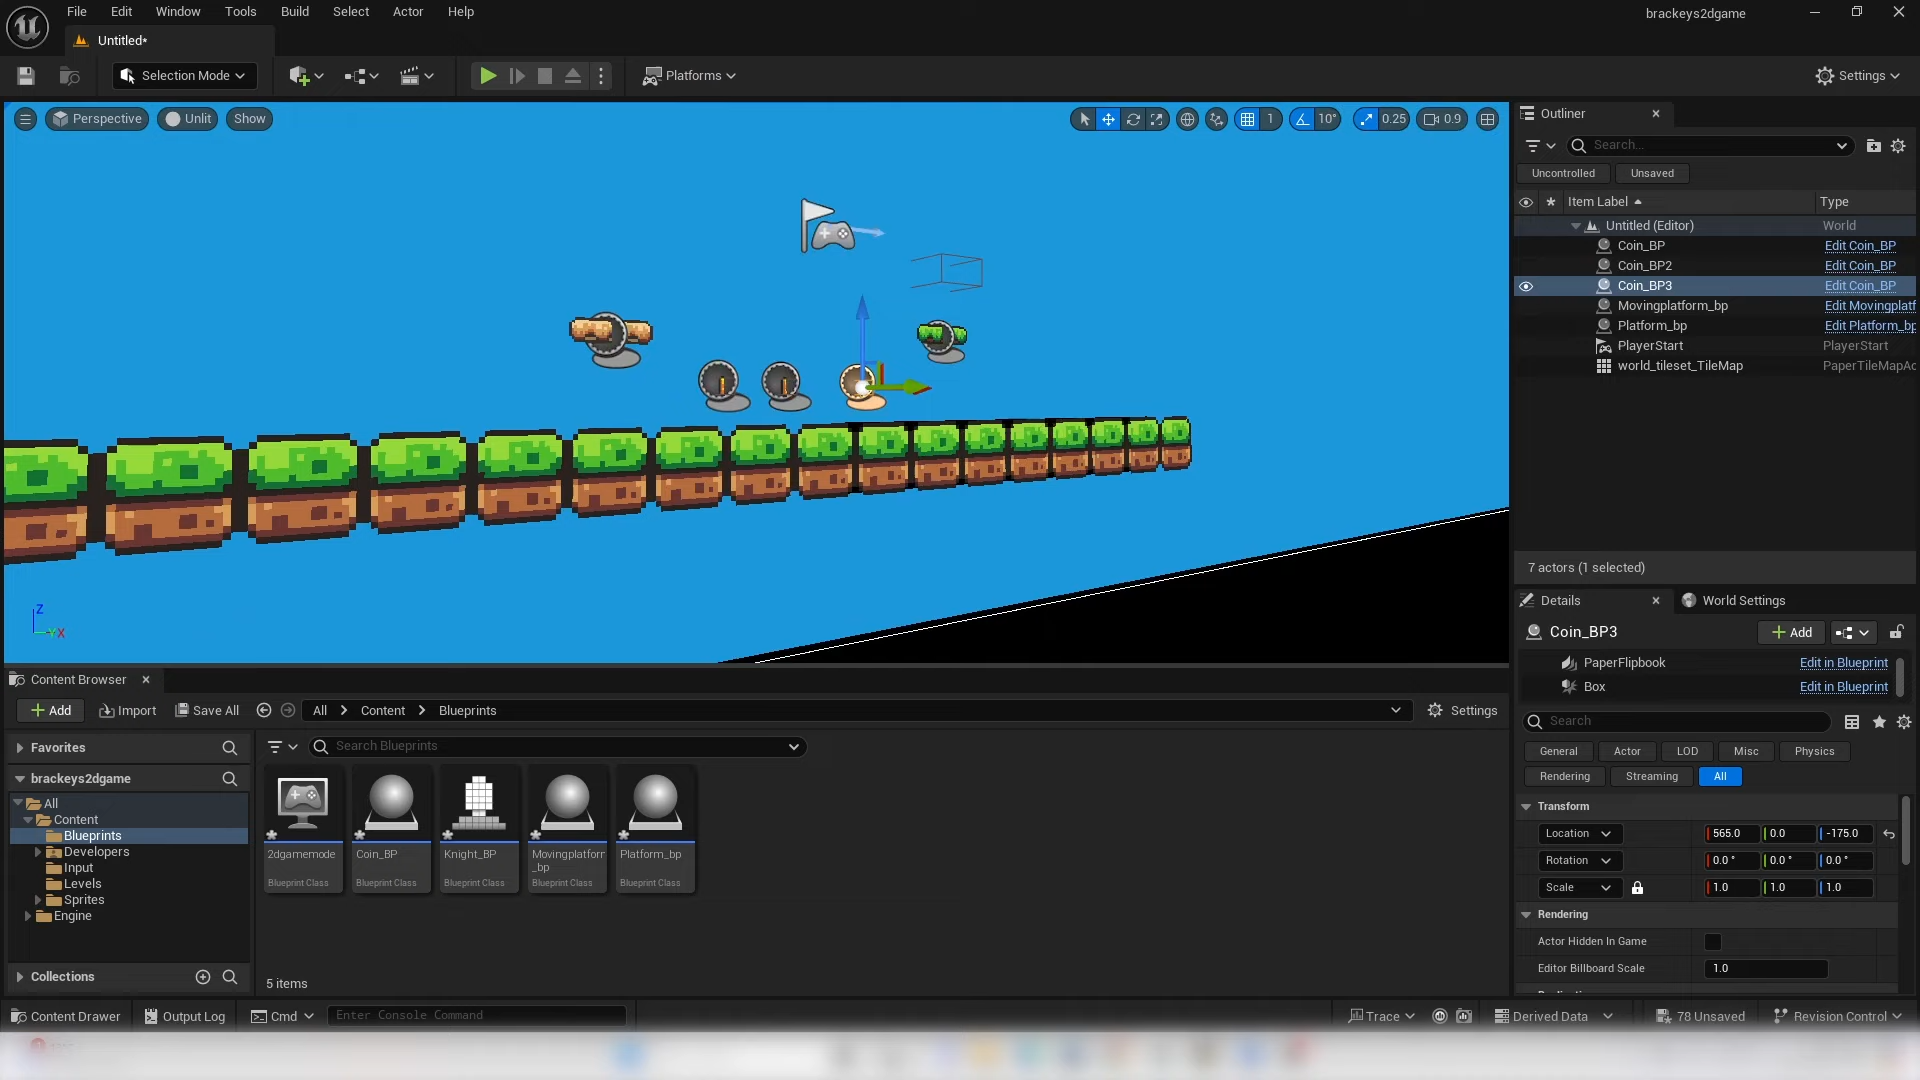 File Edit Window Tools Build Select Actor Help
brackeys2dgame
Untitled*
Selection Mode
Platforms
Settings
Perspective
Unlit
Show
1
10°
0.25
0.9
Outliner
Search...
Uncontrolled
Unsaved
Item Label
Type
Untitled (Editor) World
Coin_BP Edit Coin_BP
Coin_BP2 Edit Coin_BP
Coin_BP3 Edit Coin_BP
Movingplatform_bp Edit Movingplatf
Platform_bp Edit Platform_bp
PlayerStart PlayerStart
world_tileset_TileMap PaperTileMapAc
7 actors (1 selected)
Z
Y X
Details
World Settings
Coin_BP3
Add
PaperFlipbook Edit in Blueprint
Box Edit in Blueprint
Search
General Actor LOD Misc Physics
Rendering Streaming All
Transform
Location 565.0 0.0 -175.0
Rotation 0.0° 0.0° 0.0°
Scale 1.0 1.0 1.0
Rendering
Actor Hidden In Game
Editor Billboard Scale 1.0
Content Browser
Add
Import
Save All
All
Content
Blueprints
Settings
Favorites
brackeys2dgame
All
Content
Blueprints
Developers
Input
Levels
Sprites
Engine
Collections
Search Blueprints
2dgamemode
Blueprint Class
Coin_BP
Blueprint Class
Knight_BP
Blueprint Class
Movingplatform
_bp
Blueprint Class
Platform_bp
Blueprint Class
5 items
Content Drawer
Output Log
Cmd
Enter Console Command
Trace
Derived Data
78 Unsaved
Revision Control